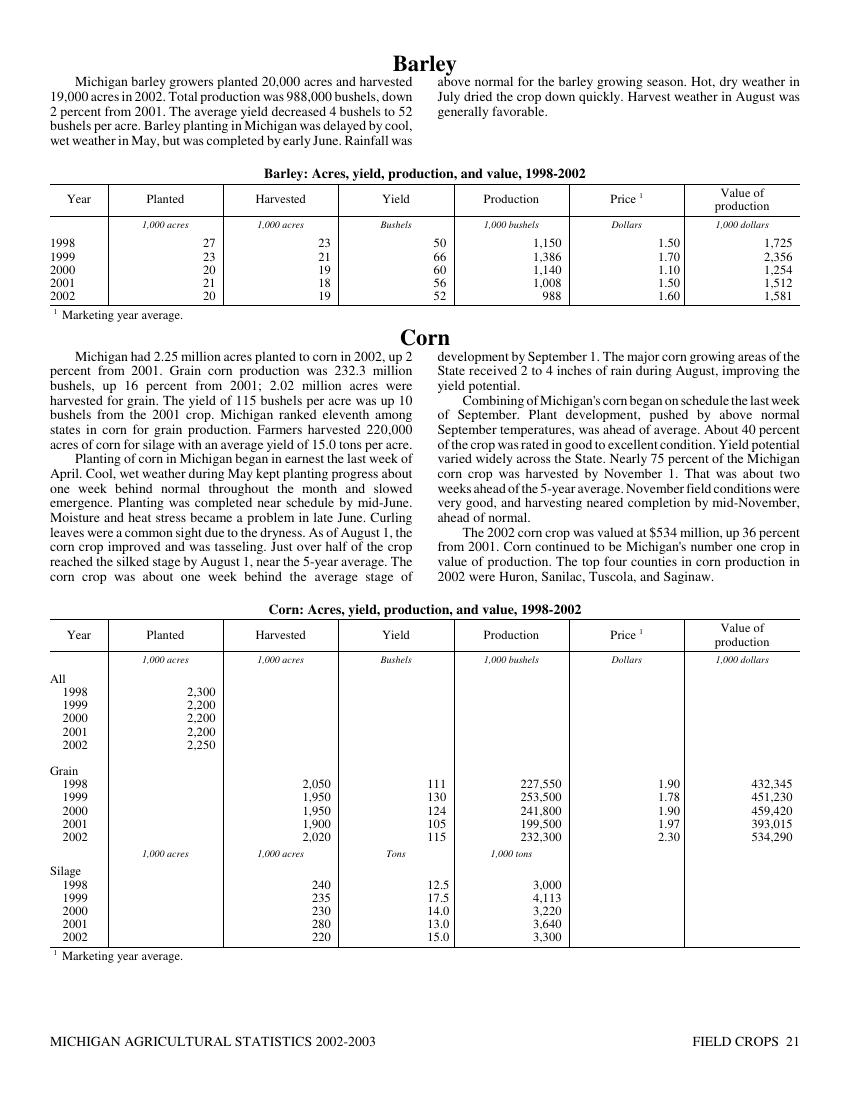 Barley
Michigan barley growers planted 20,000 acres and harvested
19,000 acres in 2002. Total production was 988,000 bushels, down
2 percent from 2001. The average yield decreased 4 bushels to 52
bushels per acre. Barley planting in Michigan was delayed by cool,
wet weather in May, but was completed by early June. Rainfall was
above normal for the barley growing season. Hot, dry weather in
July dried the crop down quickly. Harvest weather in August was
generally favorable.
Barley: Acres, yield, production, and value, 1998-2002
Year Planted Harvested Yield Production Price 1 Value of
production
1,000 acres 1,000 acres Bushels 1,000 bushels Dollars 1,000 dollars
1998 27 23 50 1,150 1.50 1,725
1999 23 21 66 1,386 1.70 2,356
2000 20 19 60 1,140 1.10 1,254
2001 21 18 56 1,008 1.50 1,512
2002 20 19 52 988 1.60 1,581
1 Marketing year average.
Corn
Michigan had 2.25 million acres planted to corn in 2002, up 2
percent from 2001. Grain corn production was 232.3 million
bushels, up 16 percent from 2001; 2.02 million acres were
harvested for grain. The yield of 115 bushels per acre was up 10
bushels from the 2001 crop. Michigan ranked eleventh among
states in corn for grain production. Farmers harvested 220,000
acres of corn for silage with an average yield of 15.0 tons per acre.
Planting of corn in Michigan began in earnest the last week of
April. Cool, wet weather during May kept planting progress about
one week behind normal throughout the month and slowed
emergence. Planting was completed near schedule by mid-June.
Moisture and heat stress became a problem in late June. Curling
leaves were a common sight due to the dryness. As of August 1, the
corn crop improved and was tasseling. Just over half of the crop
reached the silked stage by August 1, near the 5-year average. The
corn crop was about one week behind the average stage of
development by September 1. The major corn growing areas of the
State received 2 to 4 inches of rain during August, improving the
yield potential.
Combining of Michigan's corn began on schedule the last week
of September. Plant development, pushed by above normal
September temperatures, was ahead of average. About 40 percent
of the crop was rated in good to excellent condition. Yield potential
varied widely across the State. Nearly 75 percent of the Michigan
corn crop was harvested by November 1. That was about two
weeks ahead of the 5-year average. November field conditions were
very good, and harvesting neared completion by mid-November,
ahead of normal.
The 2002 corn crop was valued at $534 million, up 36 percent
from 2001. Corn continued to be Michigan's number one crop in
value of production. The top four counties in corn production in
2002 were Huron, Sanilac, Tuscola, and Saginaw.
Corn: Acres, yield, production, and value, 1998-2002
Year Planted Harvested Yield Production Price 1 Value of
production
1,000 acres 1,000 acres Bushels 1,000 bushels Dollars 1,000 dollars
All
1998 2,300
1999 2,200
2000 2,200
2001 2,200
2002 2,250
Grain
1998 2,050 111 227,550 1.90 432,345
1999 1,950 130 253,500 1.78 451,230
2000 1,950 124 241,800 1.90 459,420
2001 1,900 105 199,500 1.97 393,015
2002 2,020 115 232,300 2.30 534,290
1,000 acres 1,000 acres Tons 1,000 tons
Silage
1998 240 12.5 3,000
1999 235 17.5 4,113
2000 230 14.0 3,220
2001 280 13.0 3,640
2002 220 15.0 3,300
1 Marketing year average.
MICHIGAN AGRICULTURAL STATISTICS 2002-2003 FIELD CROPS 21